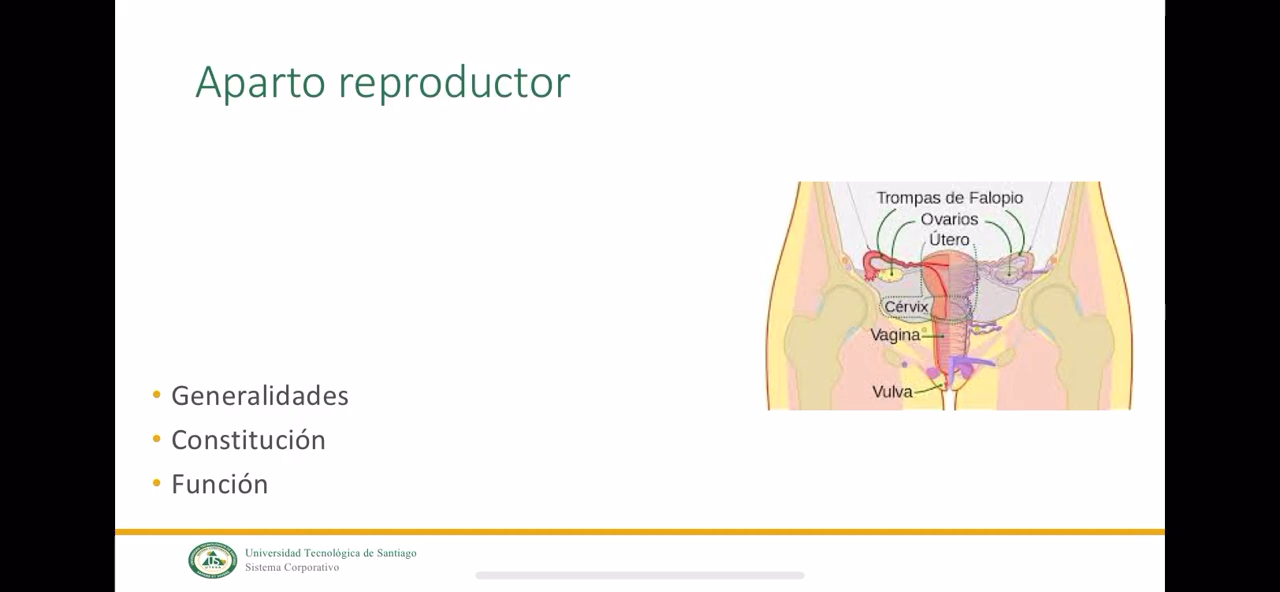 Aparto reproductor
Trompas de Falopio
Ovarios
Útero
Cérvix
Vagina
Vulva
• Generalidades
• Constitución
• Función
Universidad Tecnológica de Santiago
Sistema Corporativo